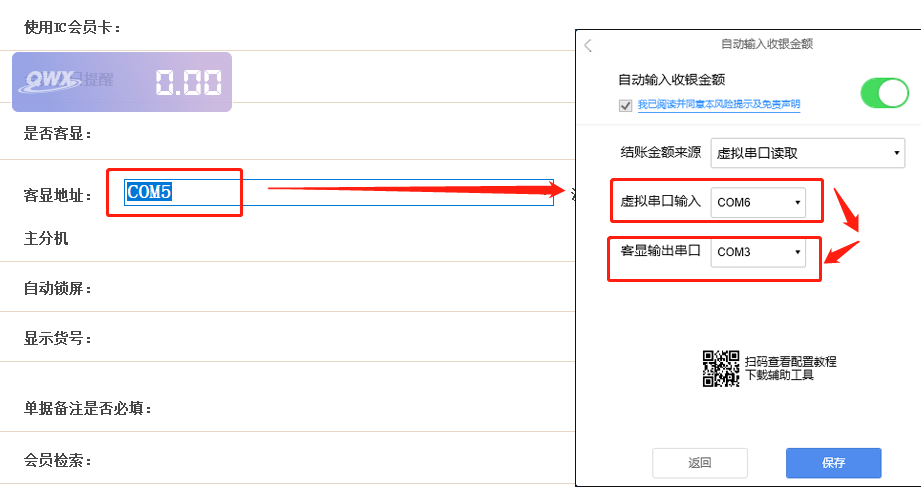 使用IC会员卡：
QWX
日提醒
0.00
是否客显：
客显地址：
COM5
主分机
自动锁屏：
显示货号：
单据备注是否必填：
会员检索：
自动输入收银金额
自动输入收银金额
我已阅读并同意本风险提示及免责声明
结账金额来源
虚拟串口读取
虚拟串口输入
COM6
客显输出串口
COM3
扫码查看配置教程
下载辅助工具
返回
保存